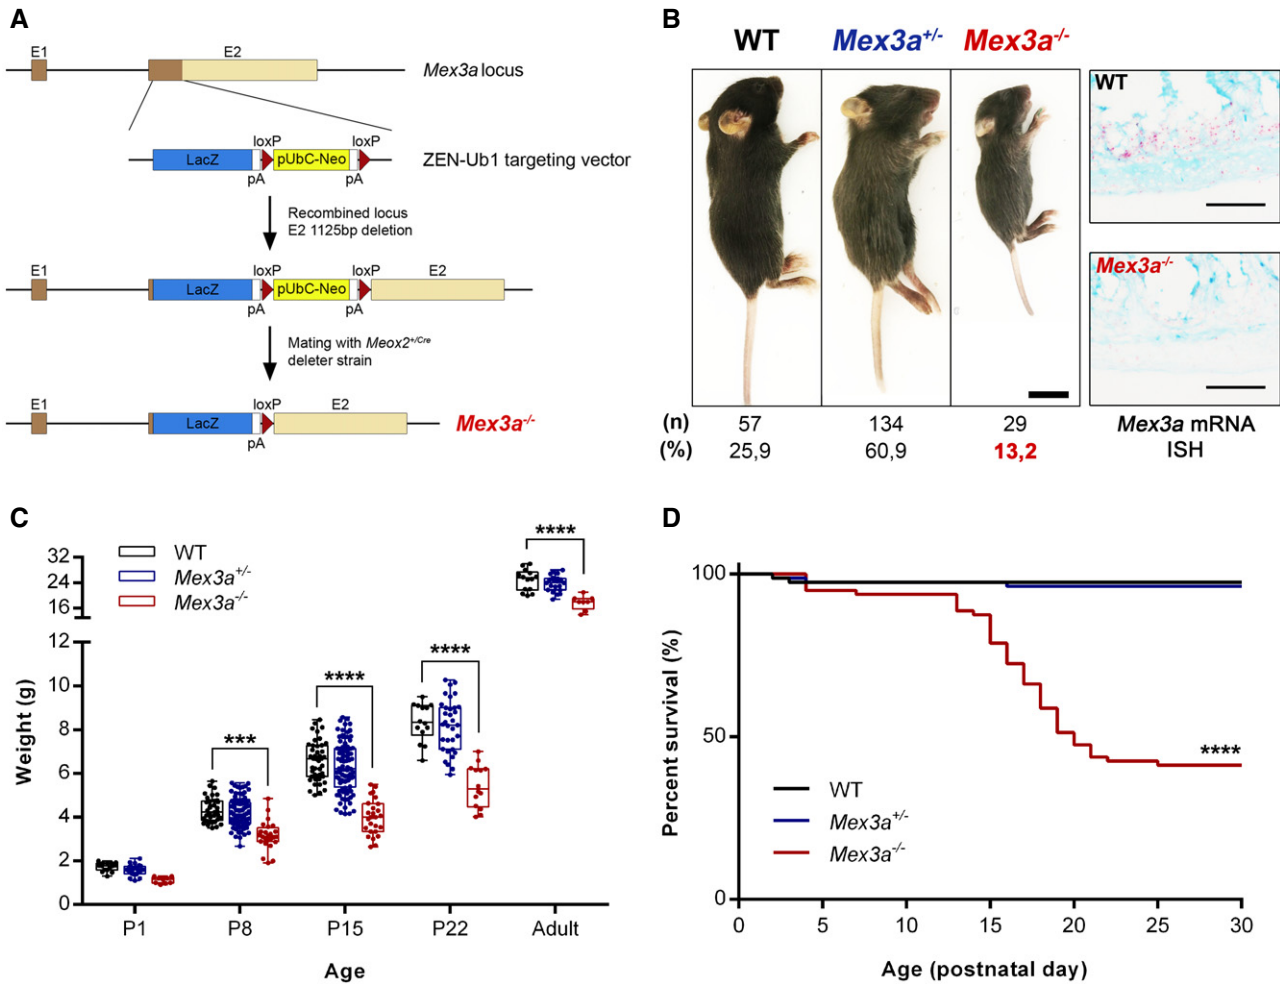 A
E1 E2
Mex3a locus
loxP loxP
LacZ pUbC-Neo
pA pA
ZEN-Ub1 targeting vector
Recombined locus
E2 1125bp deletion
E1 loxP loxP E2
LacZ pUbC-Neo
pA pA
Mating with Meox2+/Cre
deleter strain
E1 loxP E2
LacZ
pA
Mex3a-/-
B
WT Mex3a+/- Mex3a-/-
WT
Mex3a-/-
(n) 57 134 29
(%) 25,9 60,9 13,2
Mex3a mRNA
ISH
C
WT
Mex3a+/-
Mex3a-/-
****
32
24
16
12
10
8
6
4
2
0
***
****
****
Weight (g)
P1 P8 P15 P22 Adult
Age
D
100
50
0
Percent survival (%)
****
WT
Mex3a+/-
Mex3a-/-
0 5 10 15 20 25 30
Age (postnatal day)